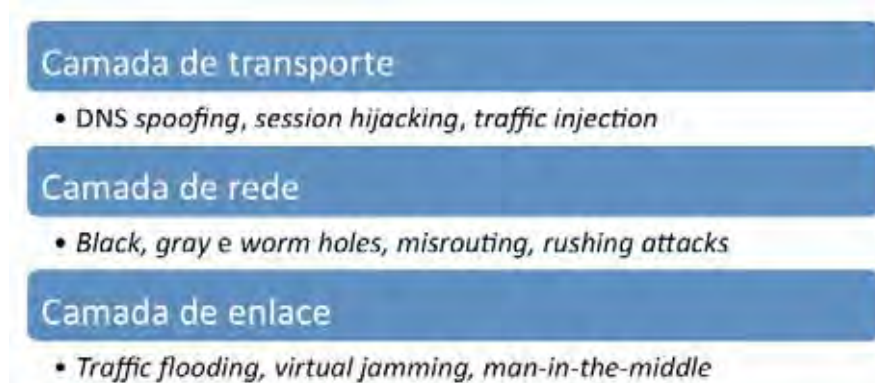 Camada de transporte
• DNS spoofing, session hijacking, traffic injection
Camada de rede
• Black, gray e worm holes, misrouting, rushing attacks
Camada de enlace
• Traffic flooding, virtual jamming, man-in-the-middle